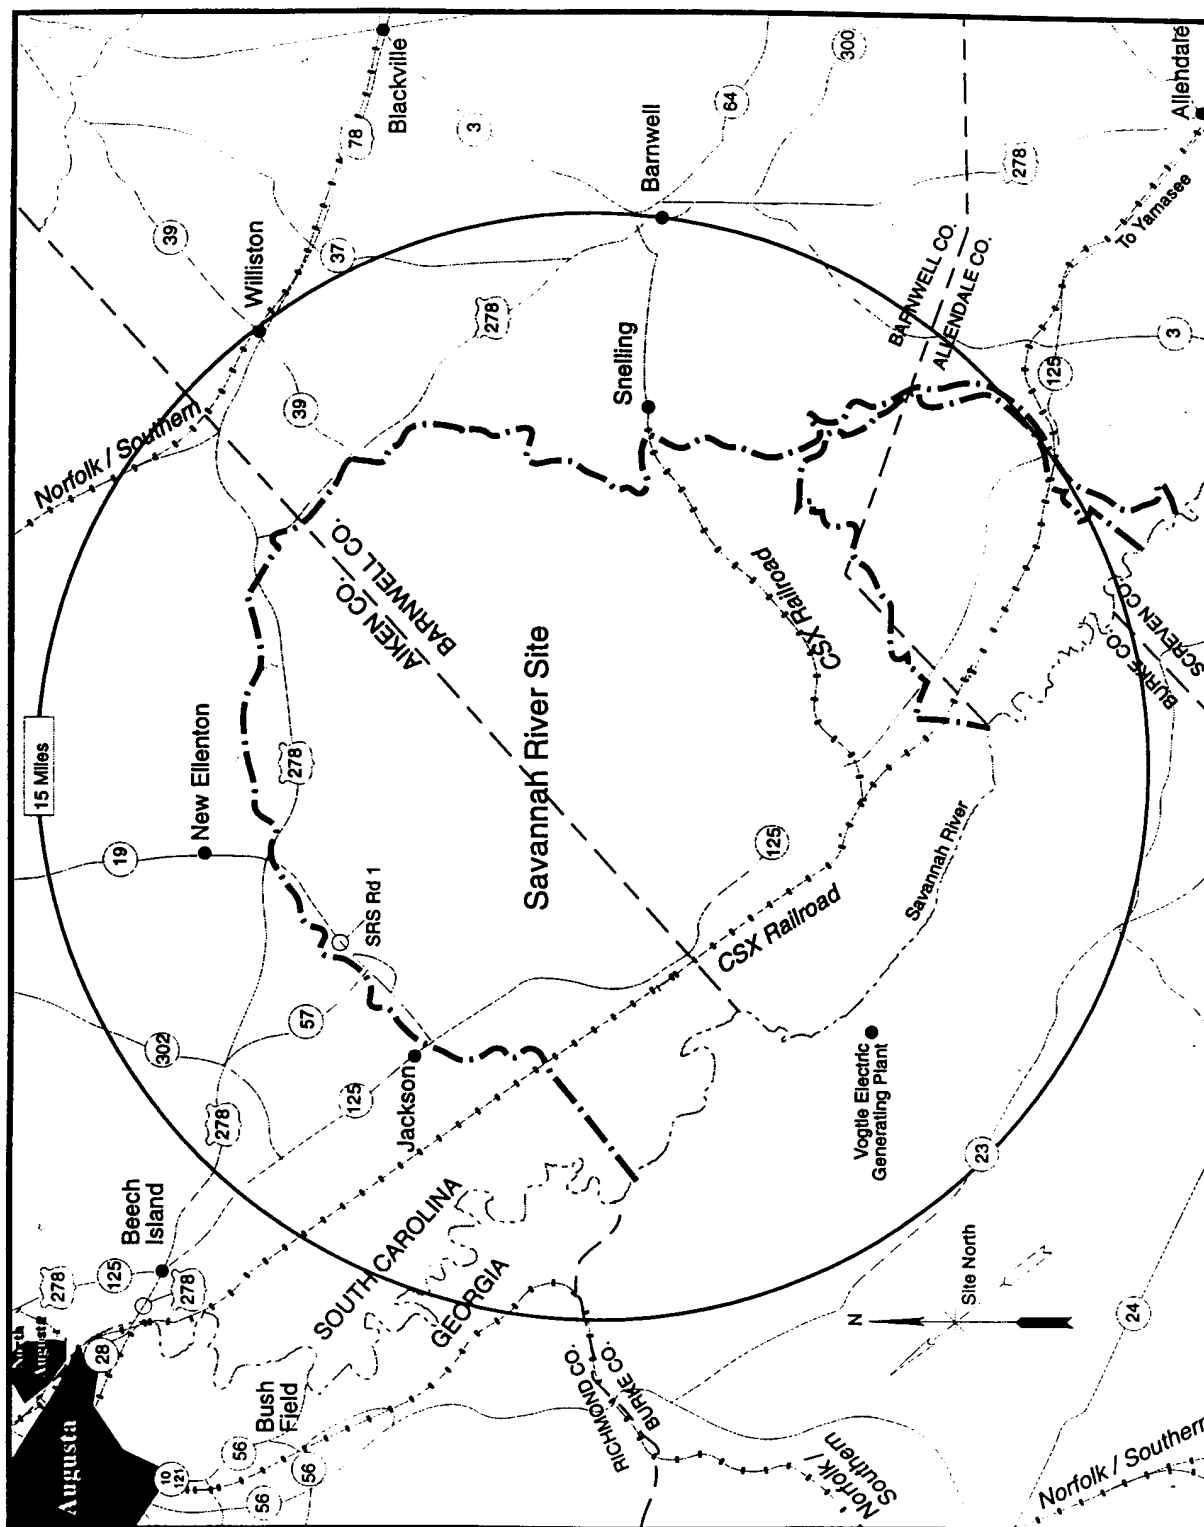 15 Miles
Augusta
North
Augusta
28
10
121
56
56
56
Bush
Field
278
125
278
Beech
Island
278
302
19
New Ellenton
57
SRS Rd 1
125
Jackson
SOUTH CAROLINA
GEORGIA
RICHMOND CO.
BURKE CO.
Norfolk /
Southern
Norfolk / Southern
Norfolk / Southern
39
Williston
78
Blackville
37
39
278
278
AIKEN CO.
BARNWELL CO.
Savannah River Site
3
64
300
Barnwell
Snelling
CSX Railroad
CSX Railroad
125
Savannah River
Vogtle Electric
Generating Plant
23
24
N
Site North
BARNWELL CO.
ALLENDALE CO.
278
Allendale
To Yamasee
125
3
BURKE CO.
SCREVEN CO.